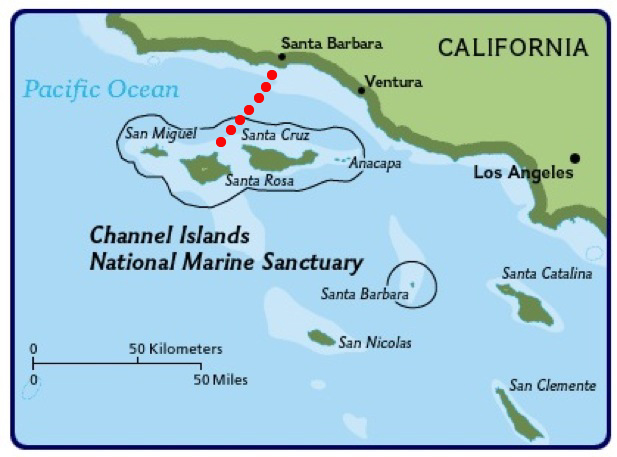 Santa Barbara
CALIFORNIA
Pacific Ocean
Ventura
San Miguel
Santa Cruz
Anacapa
Los Angeles
Santa Rosa
Channel Islands
National Marine Sanctuary
Santa Catalina
Santa Barbara
San Nicolas
0 50 Kilometers
0 50 Miles
San Clemente